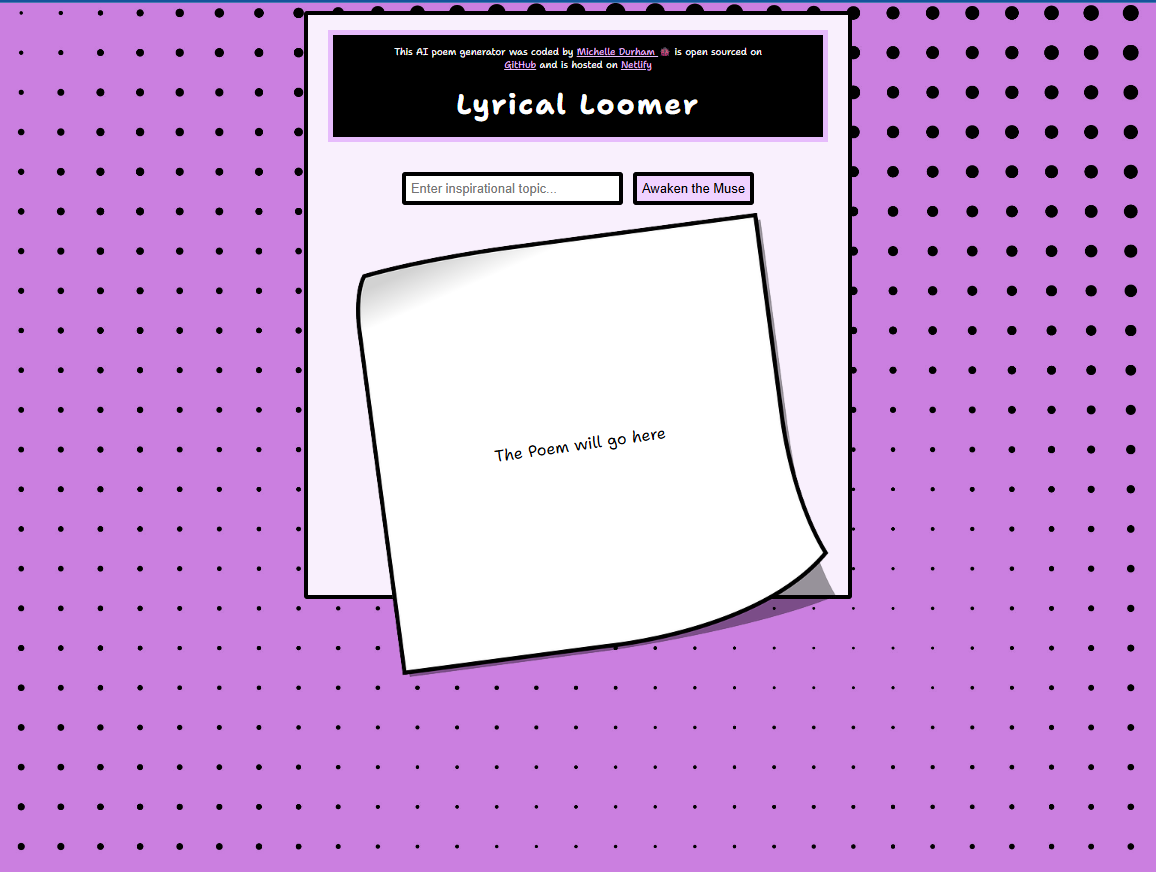 This AI poem generator was coded by Michelle Durham 🐞 is open sourced on
GitHub and is hosted on Netlify
Lyrical Loomer
Enter inspirational topic...
Awaken the Muse
The Poem will go here